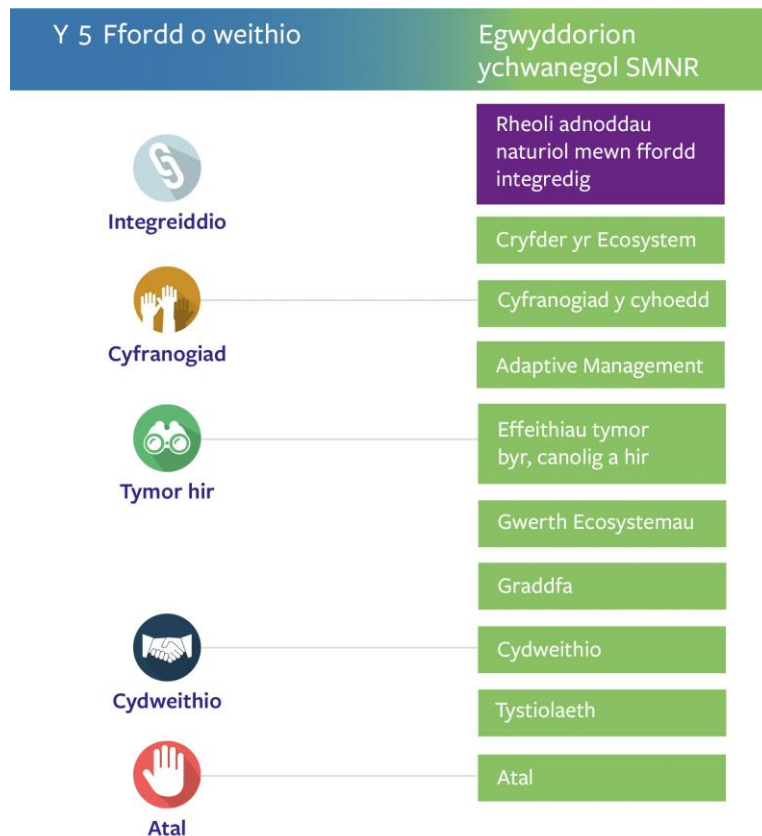 Y 5 Ffordd o weithio
Egwyddorion
ychwanegol SMNR
Rheoli adnoddau
naturiol mewn ffordd
integredig
Integreiddio
Cryfder yr Ecosystem
Cyfranogiad y cyhoedd
Cyfranogiad
Adaptive Management
Effeithiau tymor
byr, canolig a hir
Tymor hir
Gwerth Ecosystemau
Graddfa
Cydweithio
Cydweithio
Tystiolaeth
Atal
Atal